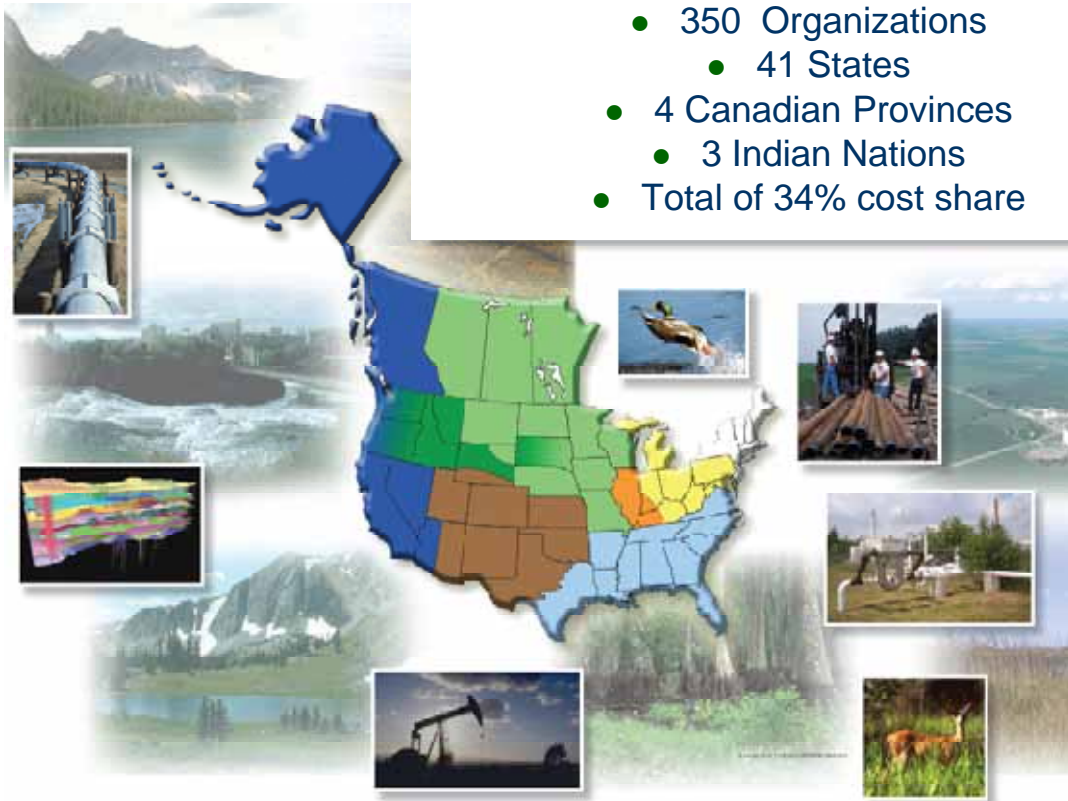 ● 350 Organizations
● 41 States
● 4 Canadian Provinces
● 3 Indian Nations
● Total of 34% cost share